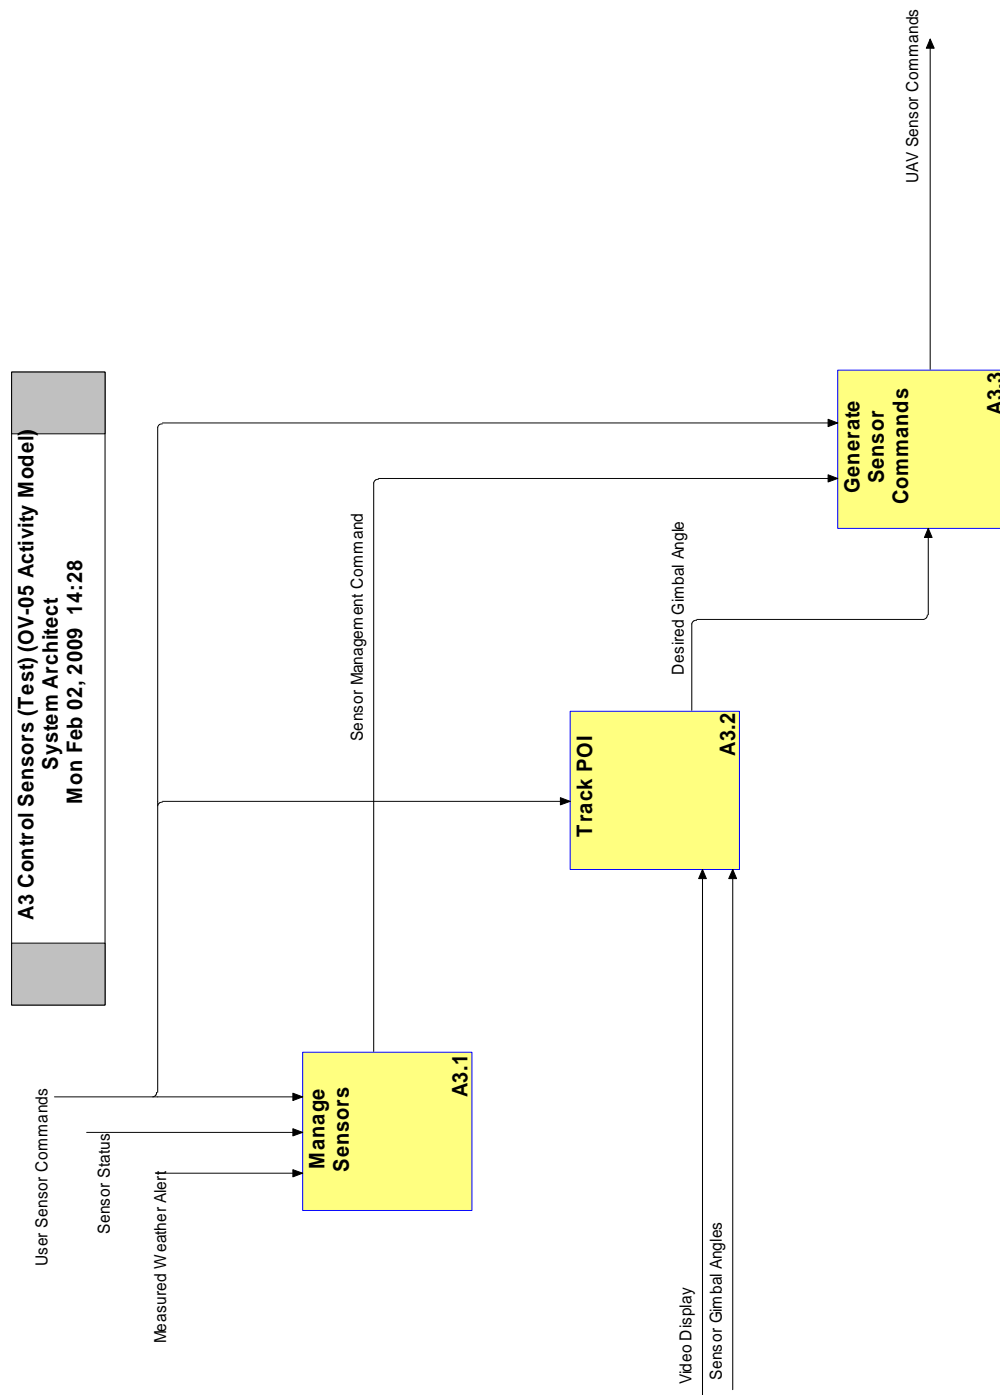 A3 Control Sensors (Test) (OV-05 Activity Model)
System Architect
Mon Feb 02, 2009 14:28
User Sensor Commands
Sensor Status
Measured Weather Alert
Manage
Sensors
A3.1
Sensor Management Command
Track POI
A3.2
Video Display
Sensor Gimbal Angles
Desired Gimbal Angle
Generate
Sensor
Commands
A3.3
UAV Sensor Commands